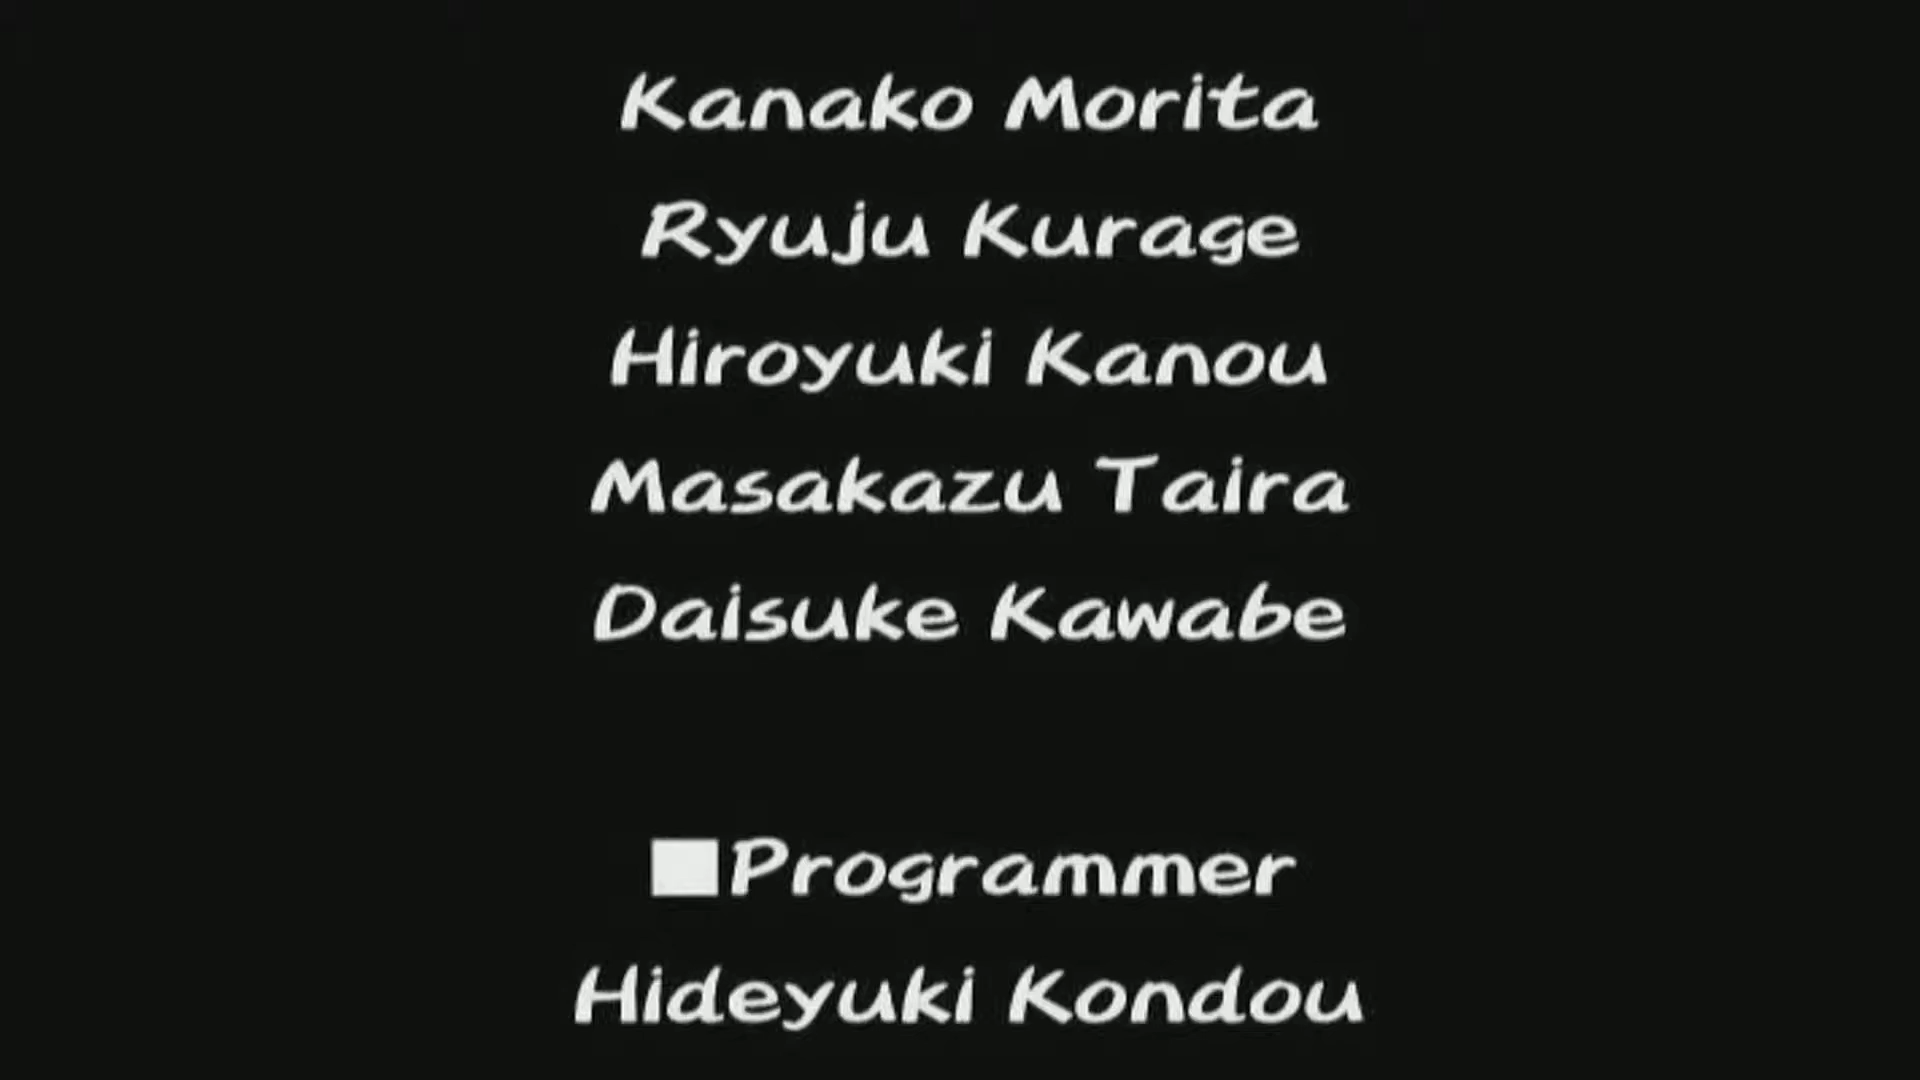 Kanako Morita
Ryuju Kurage
Hiroyuki Kanou
Masakazu Taira
Daisuke Kawabe
■Programmer
Hideyuki Kondou